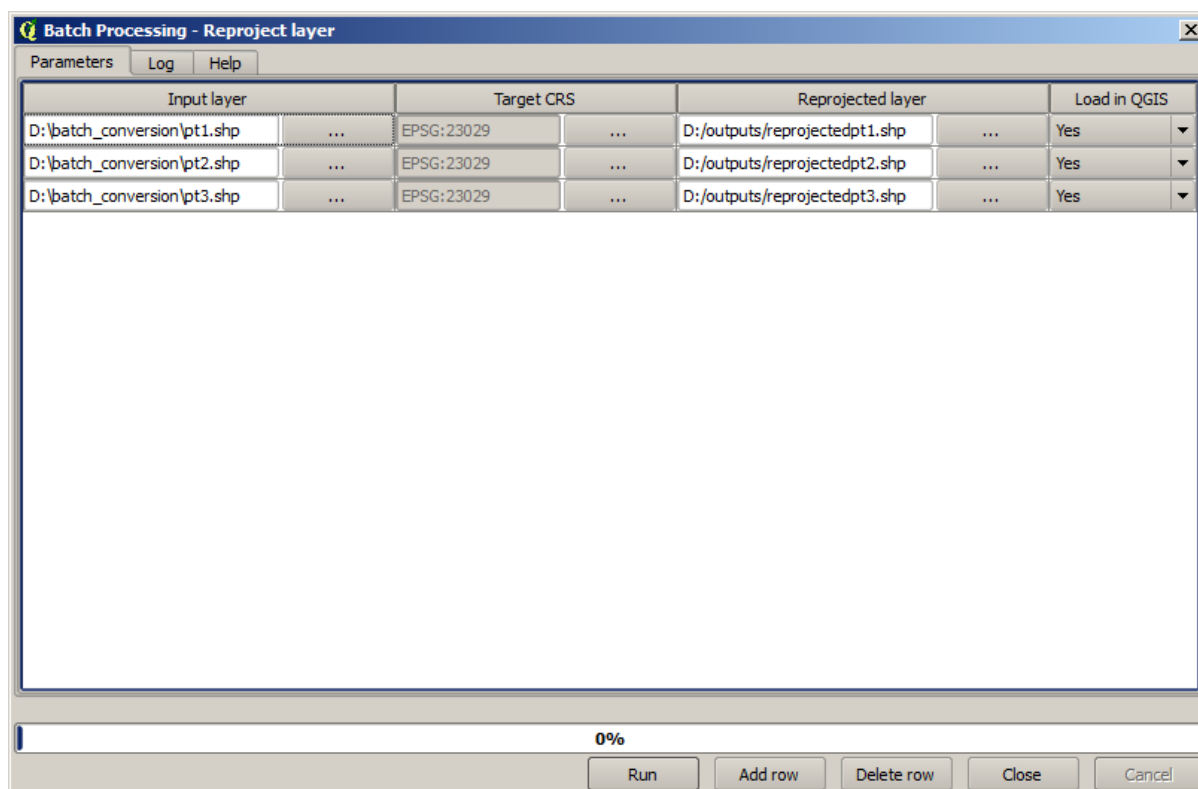 Batch Processing - Reproject layer
Parameters Log Help
Input layer Target CRS Reprojected layer Load in QGIS
D:\batch_conversion\pt1.shp ... EPSG:23029 ... D:/outputs/reprojectedpt1.shp ... Yes
D:\batch_conversion\pt2.shp ... EPSG:23029 ... D:/outputs/reprojectedpt2.shp ... Yes
D:\batch_conversion\pt3.shp ... EPSG:23029 ... D:/outputs/reprojectedpt3.shp ... Yes
0%
Run Add row Delete row Close Cancel